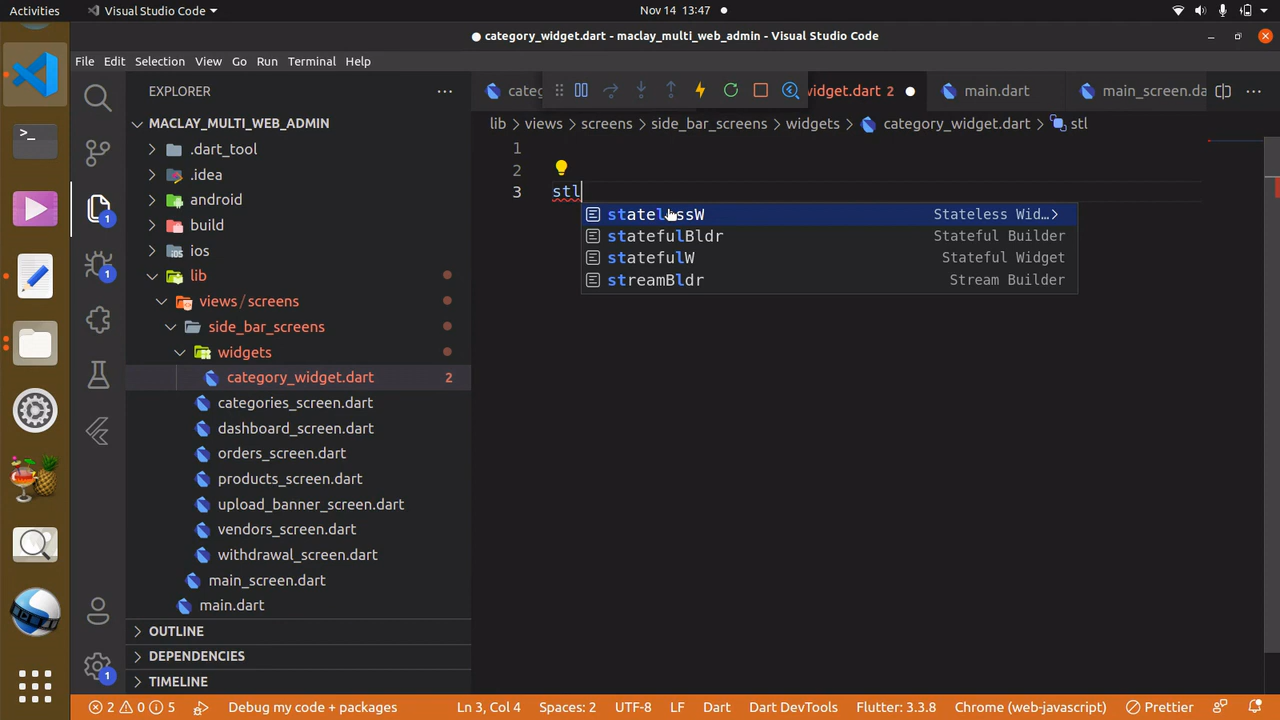 Activities
Visual Studio Code
Nov 14 13:47
category_widget.dart - maclay_multi_web_admin - Visual Studio Code
File Edit Selection View Go Run Terminal Help
EXPLORER
MACLAY_MULTI_WEB_ADMIN
.dart_tool
.idea
android
build
ios
lib
views / screens
side_bar_screens
widgets
category_widget.dart 2
categories_screen.dart
dashboard_screen.dart
orders_screen.dart
products_screen.dart
upload_banner_screen.dart
vendors_screen.dart
withdrawal_screen.dart
main_screen.dart
main.dart
OUTLINE
DEPENDENCIES
TIMELINE
1
1
1
categ
widget.dart 2
main.dart
main_screen.da
lib > views > screens > side_bar_screens > widgets > category_widget.dart > stl
1
2
3 stl
statelessW Stateless Wid…>
statefulBldr Stateful Builder
statefulW Stateful Widget
streamBldr Stream Builder
2 0 5 Debug my code + packages Ln 3, Col 4 Spaces: 2 UTF-8 LF Dart Dart DevTools Flutter: 3.3.8 Chrome (web-javascript) Prettier